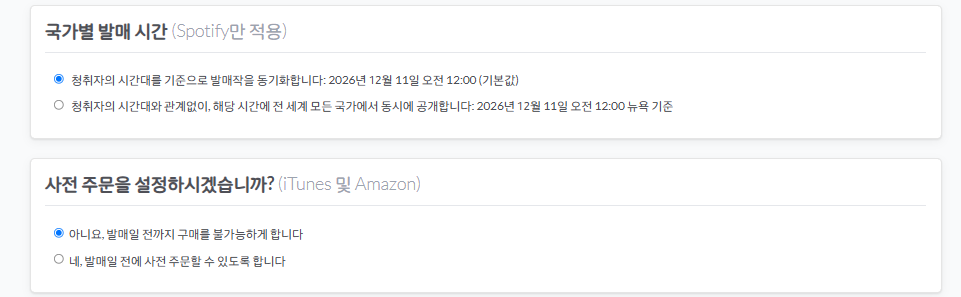 국가별 발매 시간 (Spotify만 적용)
청취자의 시간대를 기준으로 발매작을 동기화합니다: 2026년 12월 11일 오전 12:00 (기본값)
청취자의 시간대와 관계없이, 해당 시간에 전 세계 모든 국가에서 동시에 공개합니다: 2026년 12월 11일 오전 12:00 뉴욕 기준
사전 주문을 설정하시겠습니까? (iTunes 및 Amazon)
아니요, 발매일 전까지 구매를 불가능하게 합니다
네, 발매일 전에 사전 주문할 수 있도록 합니다